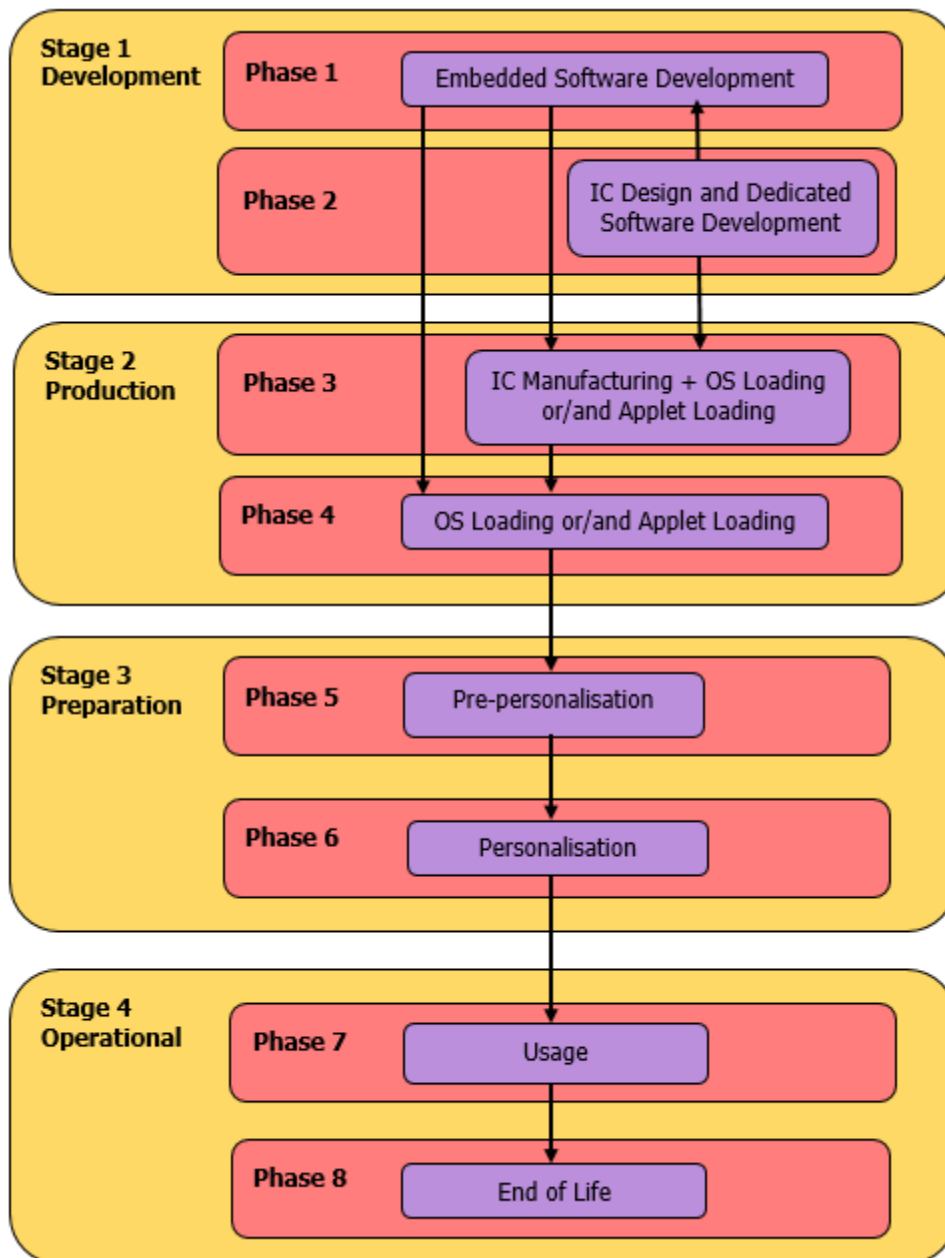 Stage 1
Development
Phase 1
Embedded Software Development
Phase 2
IC Design and Dedicated
Software Development
Stage 2
Production
Phase 3
IC Manufacturing + OS Loading
or/and Applet Loading
Phase 4
OS Loading or/and Applet Loading
Stage 3
Preparation
Phase 5
Pre-personalisation
Phase 6
Personalisation
Stage 4
Operational
Phase 7
Usage
Phase 8
End of Life